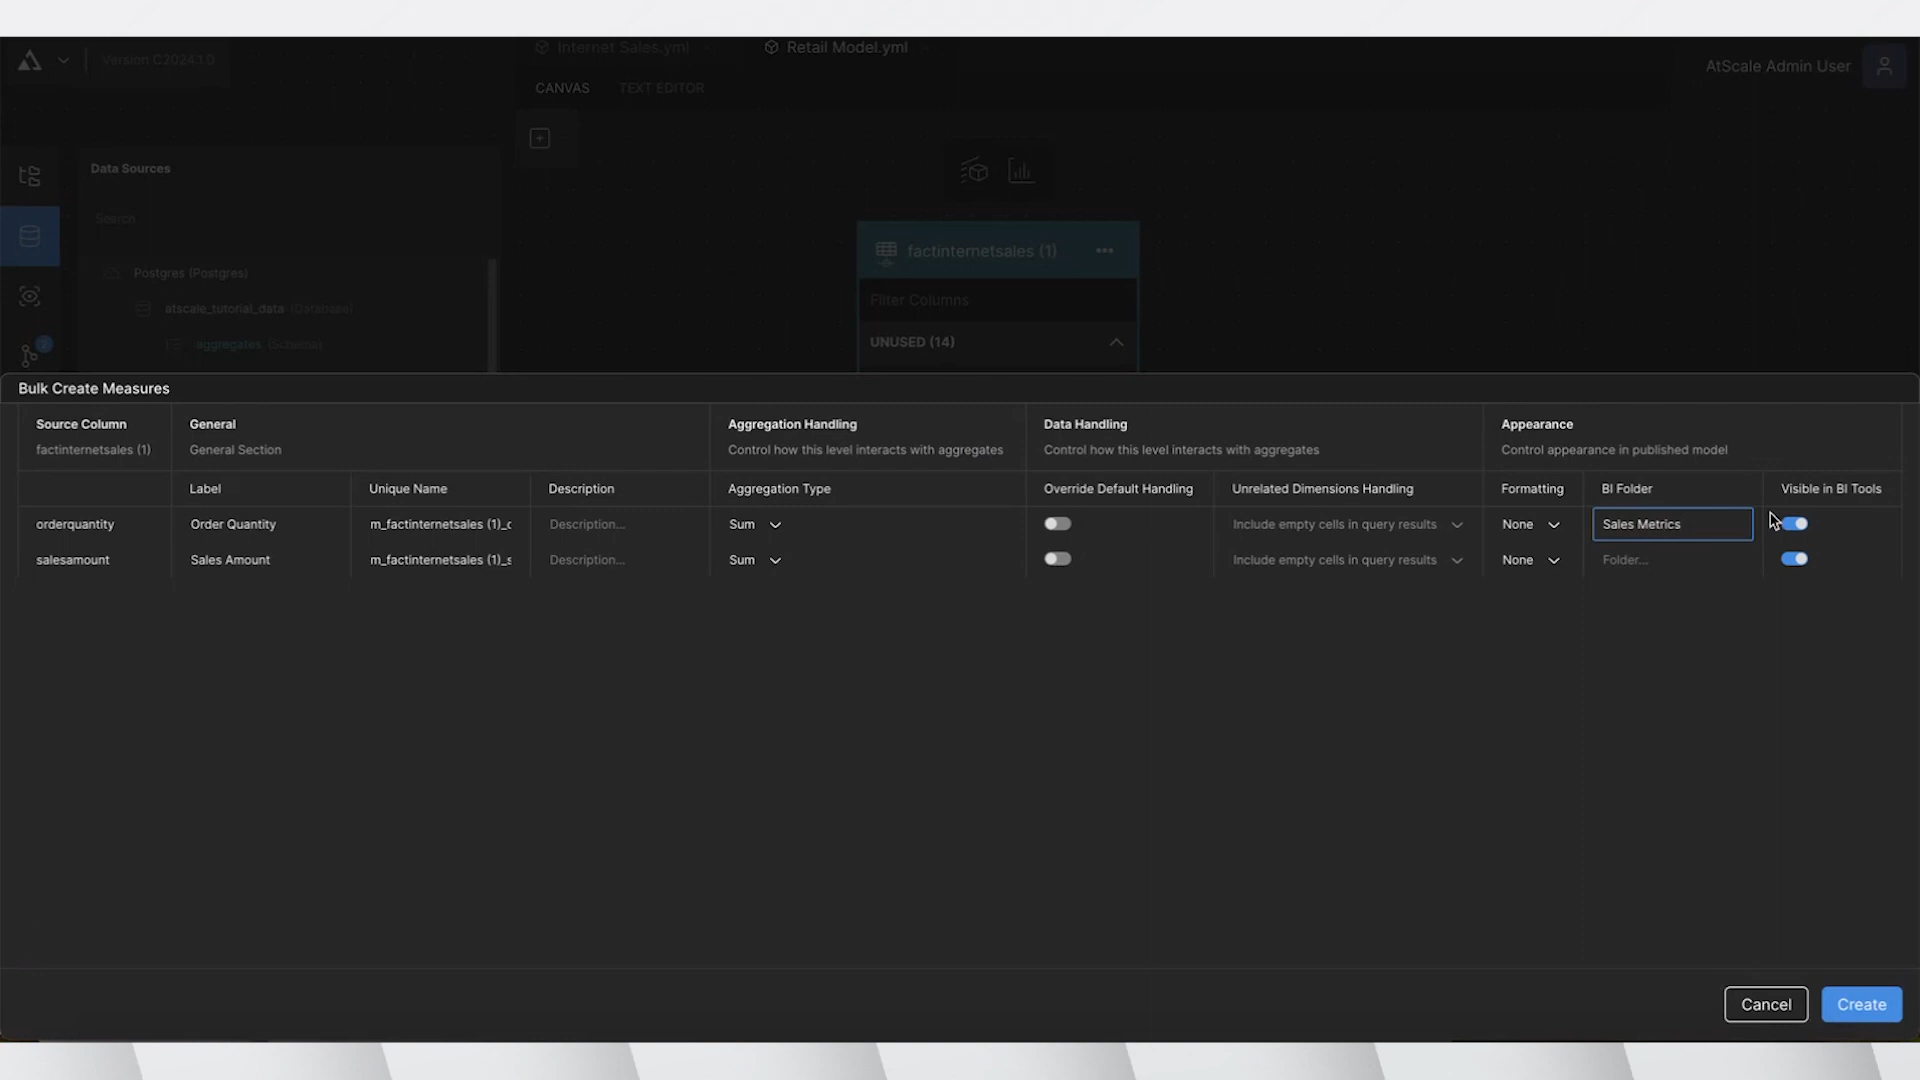 Version C2024.1.0
Internet Sales.yml
Retail Model.yml
AtScale Admin User
CANVAS
TEXT EDITOR
Data Sources
Search
Postgres (Postgres)
atscale_tutorial_data (Database)
aggregates (Schema)
2
factinternetsales (1)
Filter Columns
UNUSED (14)
Bulk Create Measures
Source Column
General
Aggregation Handling
Data Handling
Appearance
factinternetsales (1)
General Section
Control how this level interacts with aggregates
Control how this level interacts with aggregates
Control appearance in published model
Label
Unique Name
Description
Aggregation Type
Override Default Handling
Unrelated Dimensions Handling
Formatting
BI Folder
Visible in BI Tools
orderquantity
Order Quantity
m_factinternetsales (1)_o
Description...
Sum
Include empty cells in query results
None
Sales Metrics
salesamount
Sales Amount
m_factinternetsales (1)_s
Description...
Sum
Include empty cells in query results
None
Folder...
Cancel
Create